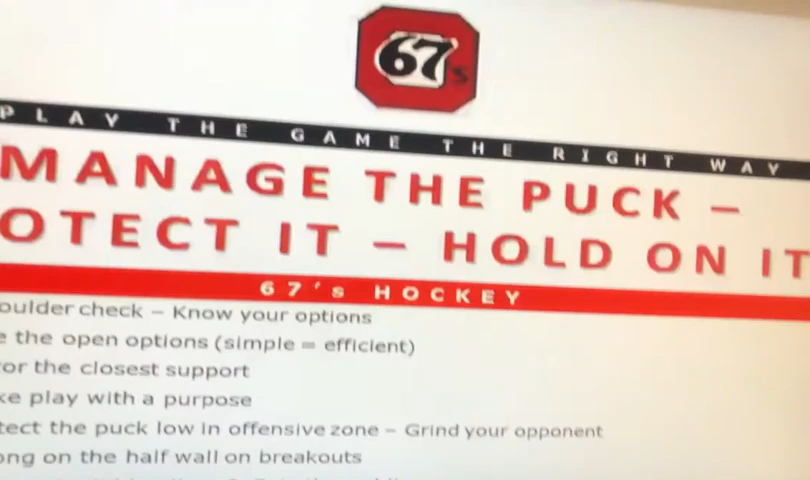 67's
PLAY THE GAME THE RIGHT WAY
MANAGE THE PUCK –
OTECT IT – HOLD ON IT
67's HOCKEY
oulder check – Know your options
e the open options (simple = efficient)
or the closest support
ke play with a purpose
tect the puck low in offensive zone – Grind your opponent
ong on the half wall on breakouts